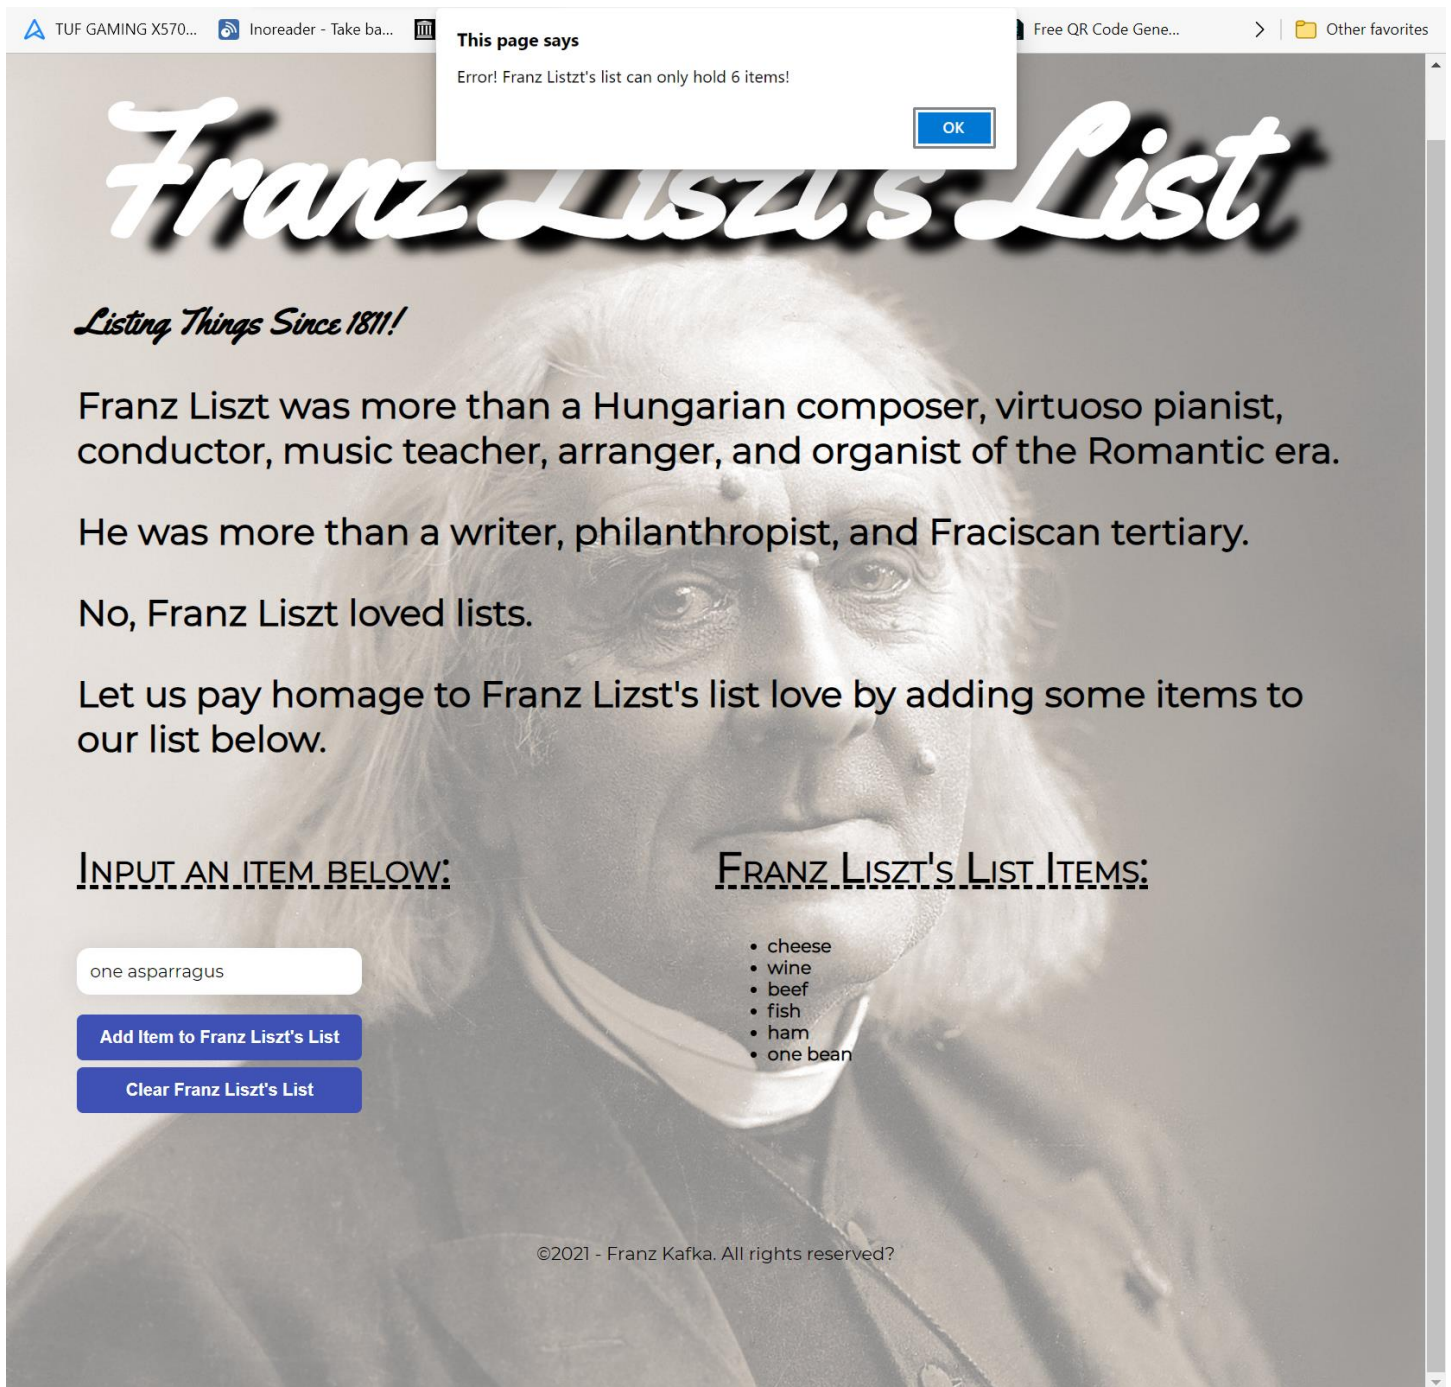 TUF GAMING X570...
Inoreader - Take ba...
Free QR Code Gene...
Other favorites
This page says
Error! Franz Listzt's list can only hold 6 items!
OK
Franz Liszt's List
Listing Things Since 1811!
Franz Liszt was more than a Hungarian composer, virtuoso pianist,
conductor, music teacher, arranger, and organist of the Romantic era.
He was more than a writer, philanthropist, and Fraciscan tertiary.
No, Franz Liszt loved lists.
Let us pay homage to Franz Lizst's list love by adding some items to
our list below.
Input an item below:
one asparragus
Add Item to Franz Liszt's List
Clear Franz Liszt's List
Franz Liszt's List Items:
cheese
wine
beef
fish
ham
one bean
©2021 - Franz Kafka. All rights reserved?